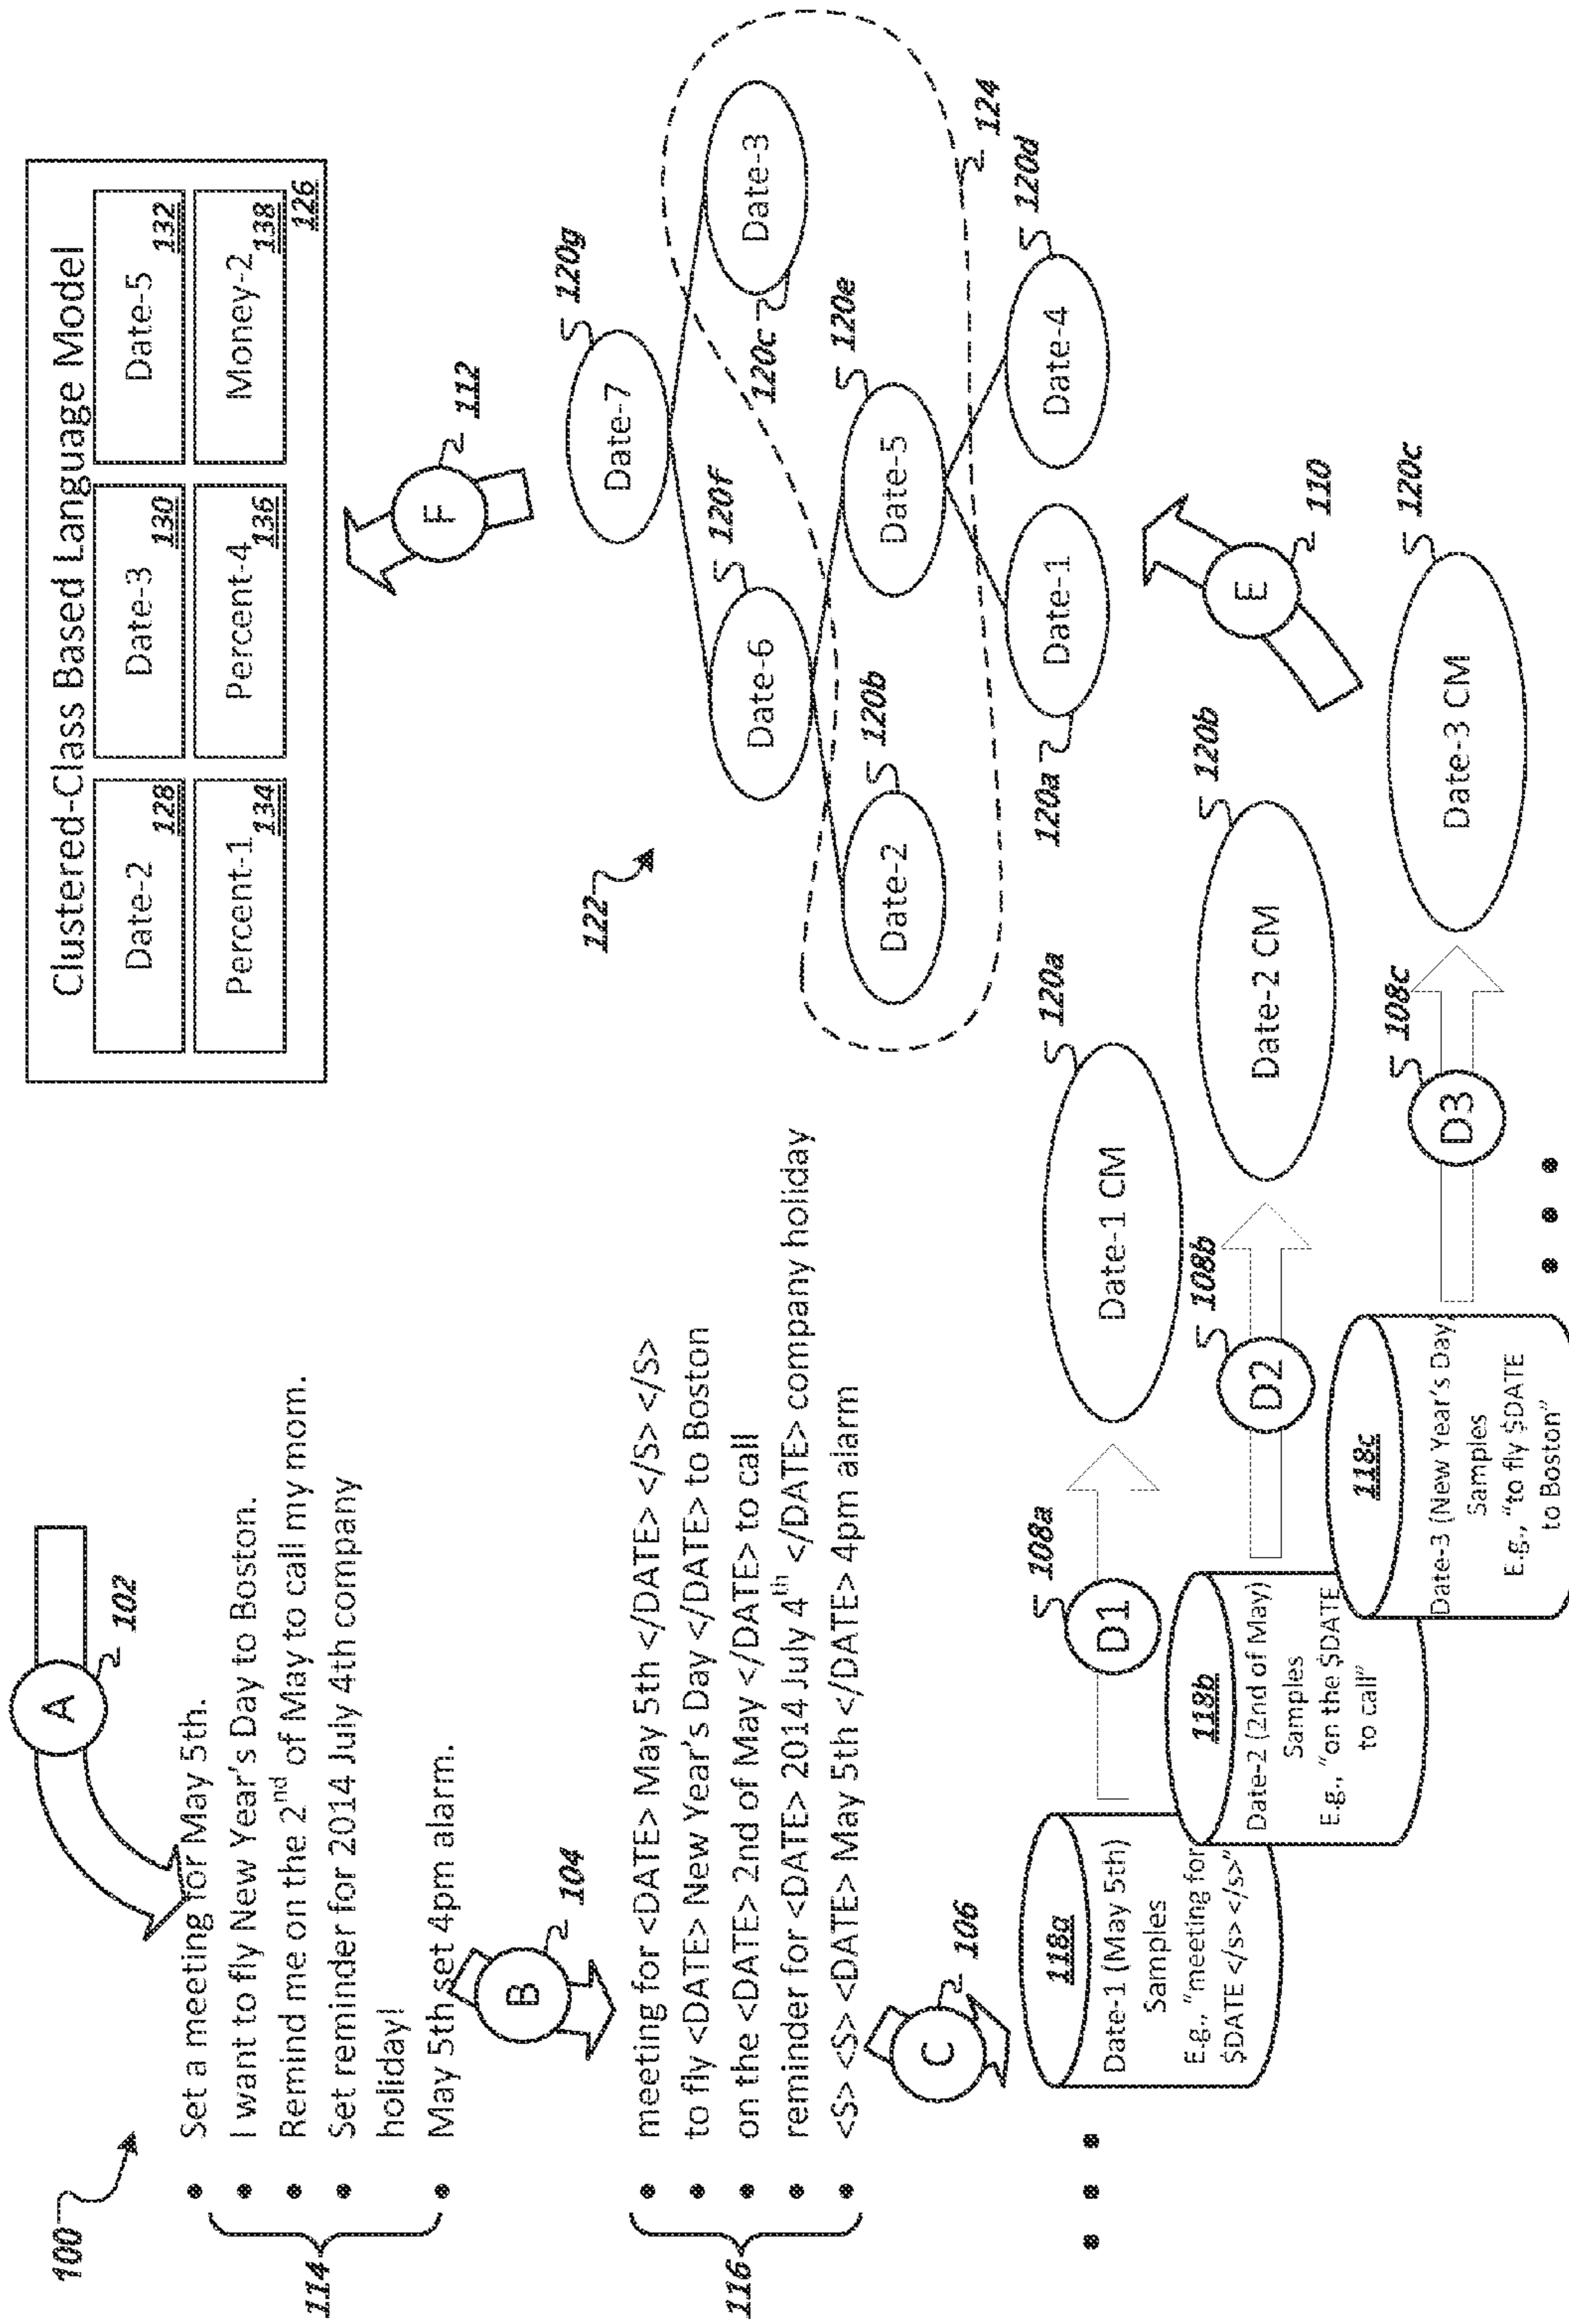 100
A
102
114
• Set a meeting for May 5th.
• I want to fly New Year's Day to Boston.
• Remind me on the 2nd of May to call my mom.
• Set reminder for 2014 July 4th company
holiday!
• May 5th set 4pm alarm.
B
104
116
• meeting for <DATE> May 5th </DATE> </S> </S>
• to fly <DATE> New Year's Day </DATE> to Boston
• on the <DATE> 2nd of May </DATE> to call
• reminder for <DATE> 2014 July 4th </DATE> company holiday
• <S> <S> <DATE> May 5th </DATE> 4pm alarm
C
106
• • •
118a
Date-1 (May 5th)
Samples
E.g., "meeting for
$DATE </s> </s>"
118b
Date-2 (2nd of May)
Samples
E.g., "on the $DATE
to call"
118c
Date-3 (New Year's Day
Samples
E.g., "to fly $DATE
to Boston"
• • •
D1
108a
D2
108b
D3
108c
Date-1 CM
120a
Date-2 CM
120b
Date-3 CM
120c
E
110
122
Date-7
120g
Date-6
120f
Date-3
120c
Date-2
120b
Date-5
120e
124
Date-1
120a
Date-4
120d
F
112
Clustered-Class Based Language Model
Date-2
128
Date-3
130
Date-5
132
Percent-1
134
Percent-4
136
Money-2
138
126